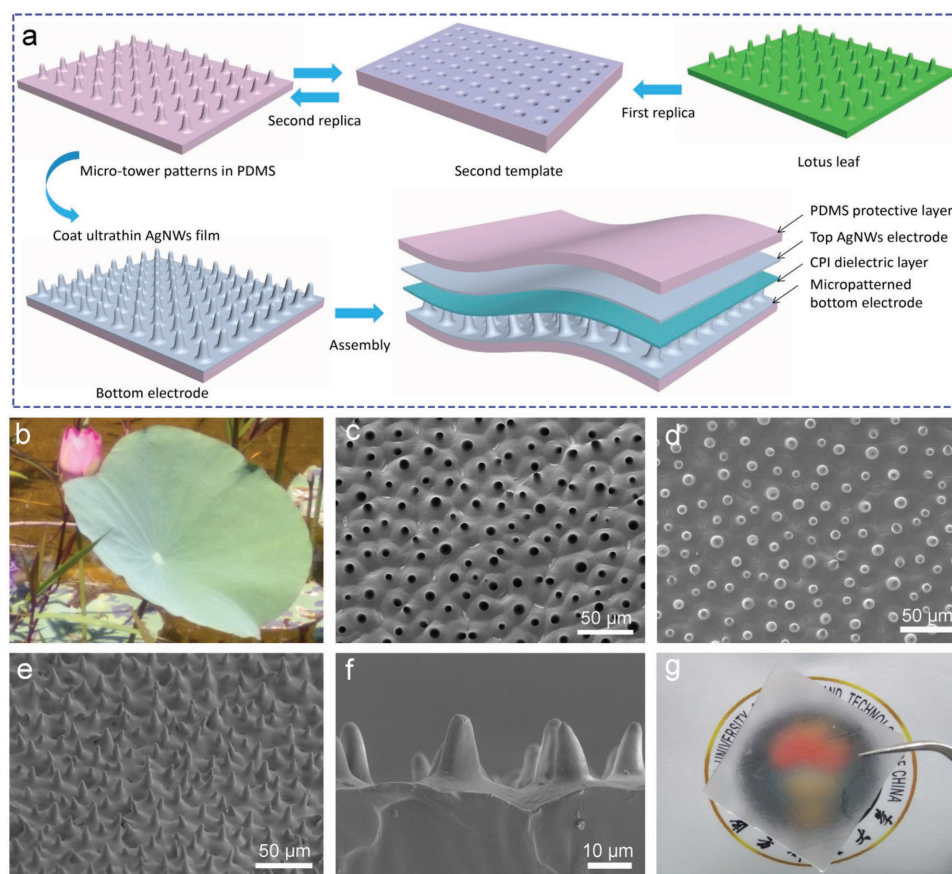 a
Second replica
First replica
Micro-tower patterns in PDMS
Second template
Lotus leaf
Coat ultrathin AgNWs film
PDMS protective layer
Top AgNWs electrode
CPI dielectric layer
Micropatterned
bottom electrode
Assembly
Bottom electrode
b
c
50 µm
d
50 µm
e
50 µm
f
10 µm
g
UNIVERSITY
AND
CHINA
大